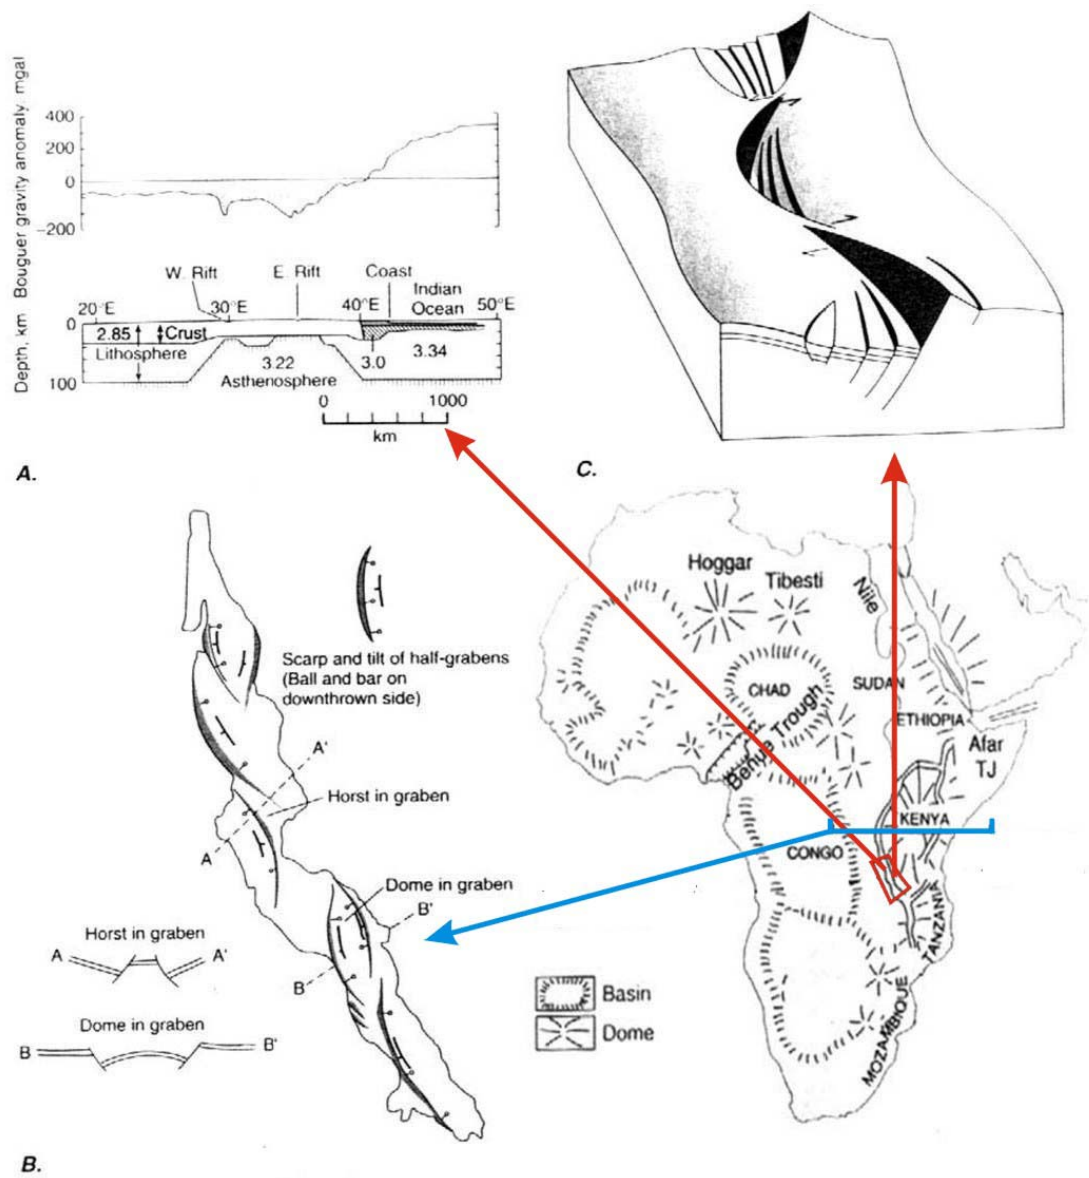 Bouguer gravity anomaly, mgal
400
200
0
−200
Depth, km
W. Rift
E. Rift
Coast
Indian
Ocean
20°E
30°E
40°E
50°E
0
2.85
Crust
Lithosphere
100
3.22
3.0
3.34
Asthenosphere
0
1000
km
A.
C.
Scarp and tilt of half-grabens
(Ball and bar on
downthrown side)
A'
Horst in graben
A
Dome in graben
B'
B
Horst in graben
A
A'
Dome in graben
B
B'
B.
Hoggar
Tibesti
Nile
CHAD
SUDAN
Benue Trough
ETHIOPIA
Afar
TJ
KENYA
CONGO
TANZANIA
MOZAMBIQUE
Basin
Dome